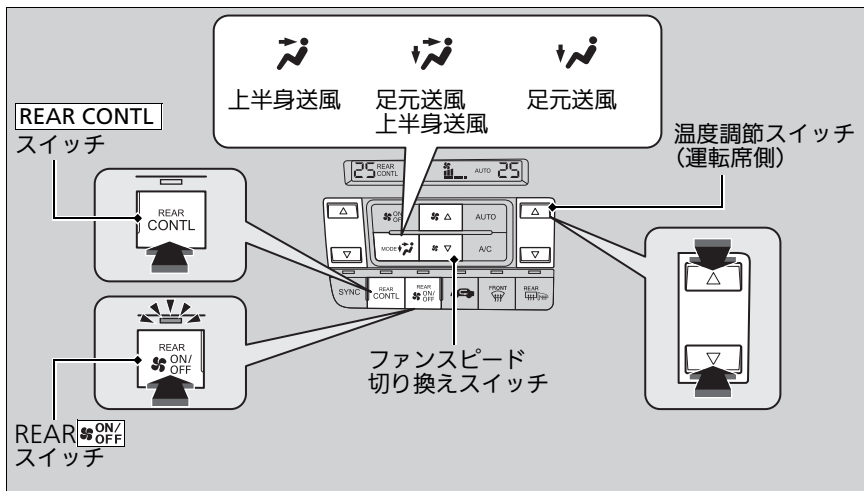 上半身送風
足元送風
上半身送風
足元送風
REAR CONTL
スイッチ
温度調節スイッチ
(運転席側)
25 REAR
CONTL
AUTO 25
REAR
CONTL
ON/
OFF
AUTO
MODE
A/C
SYNC
REAR
CONTL
REAR
ON/
OFF
FRONT
REAR
REAR
ON/
OFF
ファンスピード
切り換えスイッチ
REAR ON/
OFF
スイッチ